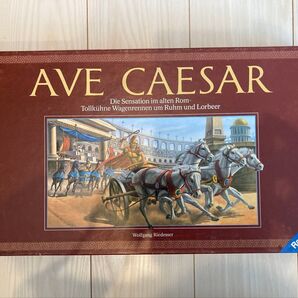 AVE CAESAR
Die Sensation im alten Rom-
Tollkühne Wagenrennen um Ruhm und Lorbeer
Wolfgang Riedesser